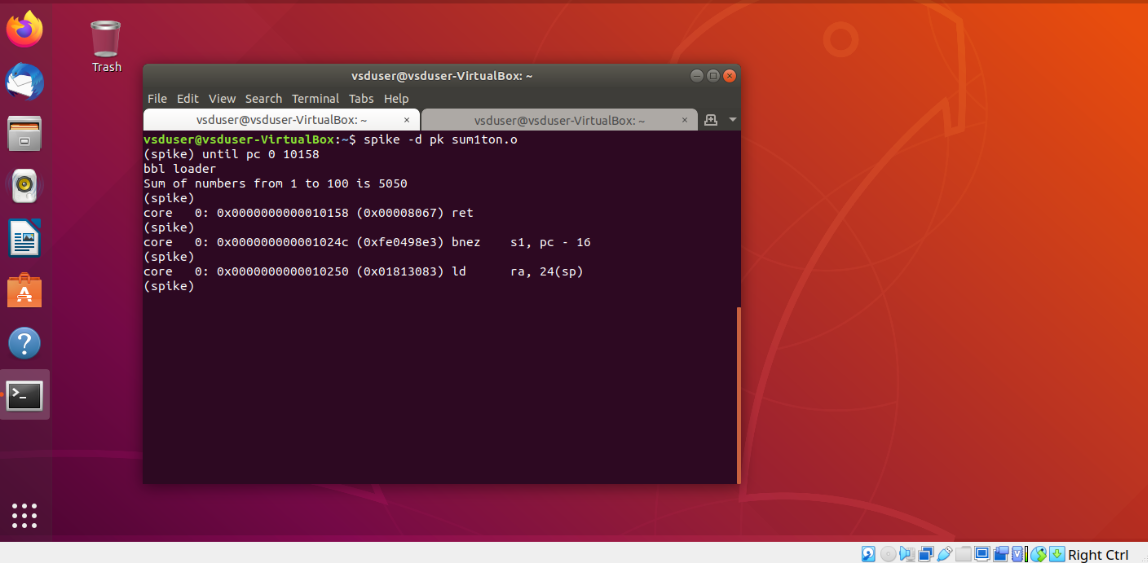 Trash
vsduser@vsduser-VirtualBox: ~
File Edit View Search Terminal Tabs Help
vsduser@vsduser-VirtualBox: ~ × vsduser@vsduser-VirtualBox: ~ ×
vsduser@vsduser-VirtualBox:~$ spike -d pk sum1ton.o
(spike) until pc 0 10158
bbl loader
Sum of numbers from 1 to 100 is 5050
(spike)
core   0: 0x0000000000010158 (0x00008067) ret
(spike)
core   0: 0x000000000001024c (0xfe0498e3) bnez    s1, pc - 16
(spike)
core   0: 0x0000000000010250 (0x01813083) ld      ra, 24(sp)
(spike)
Right Ctrl